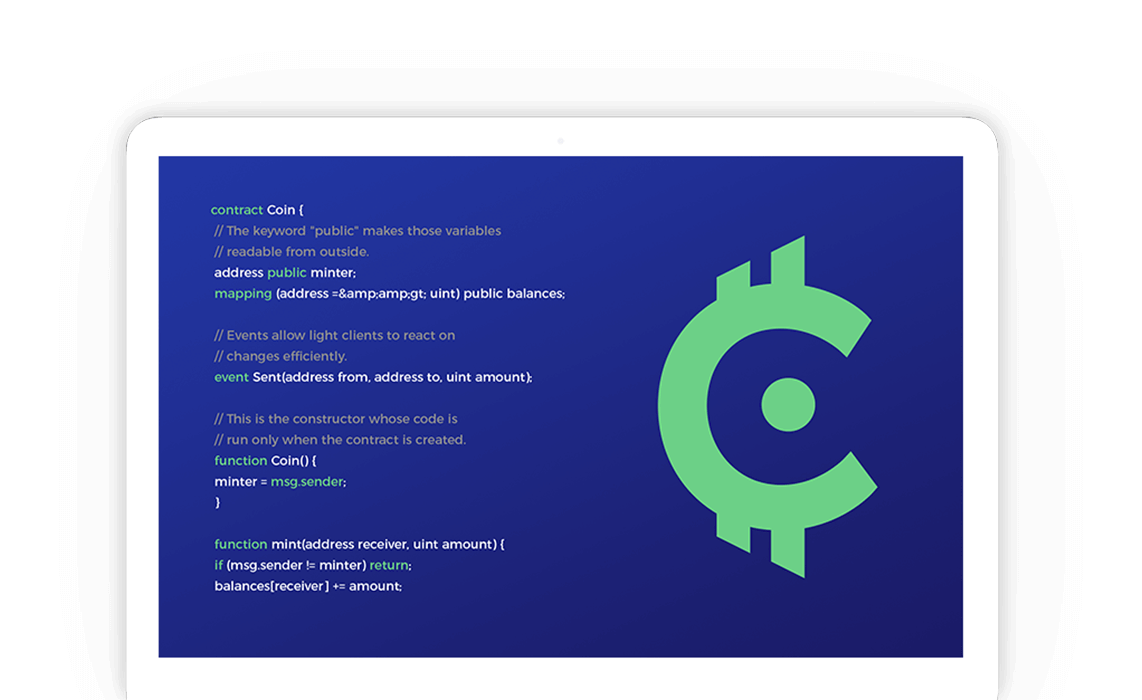 contract Coin {
// The keyword “public“ makes those variables
// readable from outside.
address public minter;
mapping (address =&amp;amp;gt; uint) public balances;
// Events allow light clients to react on
// changes efficiently.
event Sent(address from, address to, uint amount);
// This is the constructor whose code is
// run only when the contract is created.
function Coin() {
minter = msg.sender;
}
function mint(address receiver, uint amount) {
if (msg.sender != minter) return;
balances[receiver] += amount;